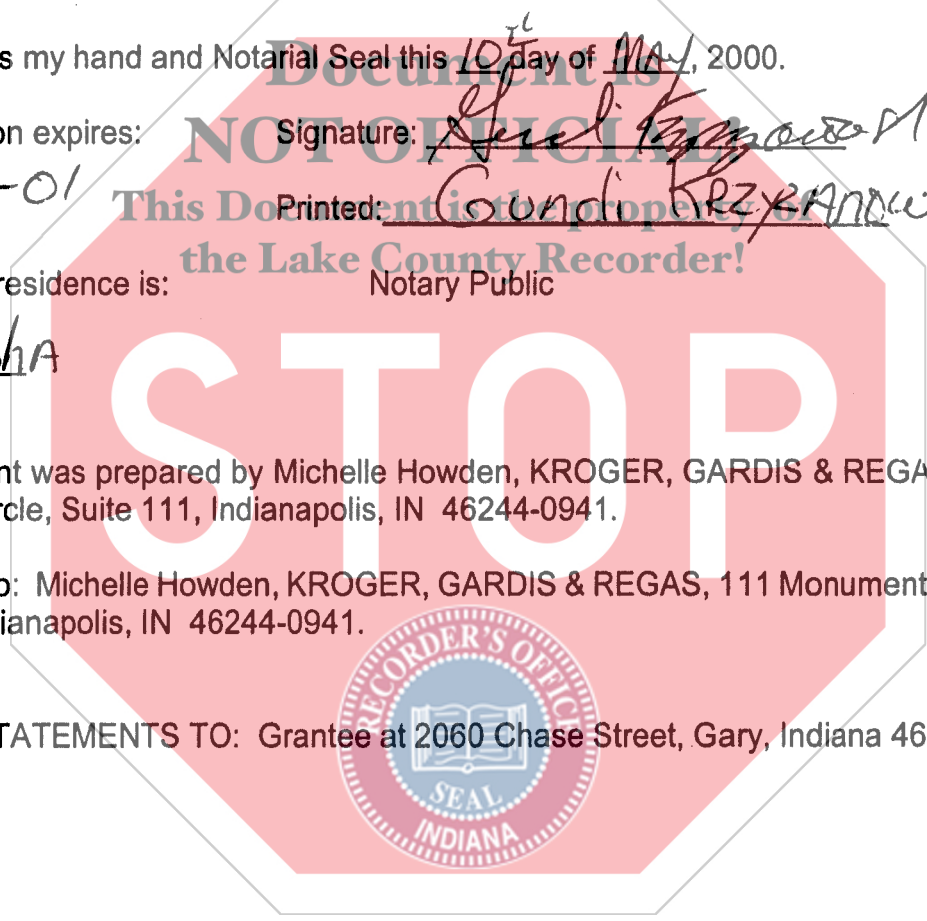 s my hand and Notarial Seal this 10th day of MAY, 2000.
Document is
on expires: Signature:
NOT OFFICIAL!
-01
This Document is the property of
Printed: Gundi KRZYZANOW
the Lake County Recorder!
residence is: Notary Public
STOP
nt was prepared by Michelle Howden, KROGER, GARDIS & REGA
rcle, Suite 111, Indianapolis, IN 46244-0941.
o: Michelle Howden, KROGER, GARDIS & REGAS, 111 Monument
ianapolis, IN 46244-0941.
RECORDER'S OFFICE
TATEMENTS TO: Grantee at 2060 Chase Street, Gary, Indiana 46
SEAL
INDIANA